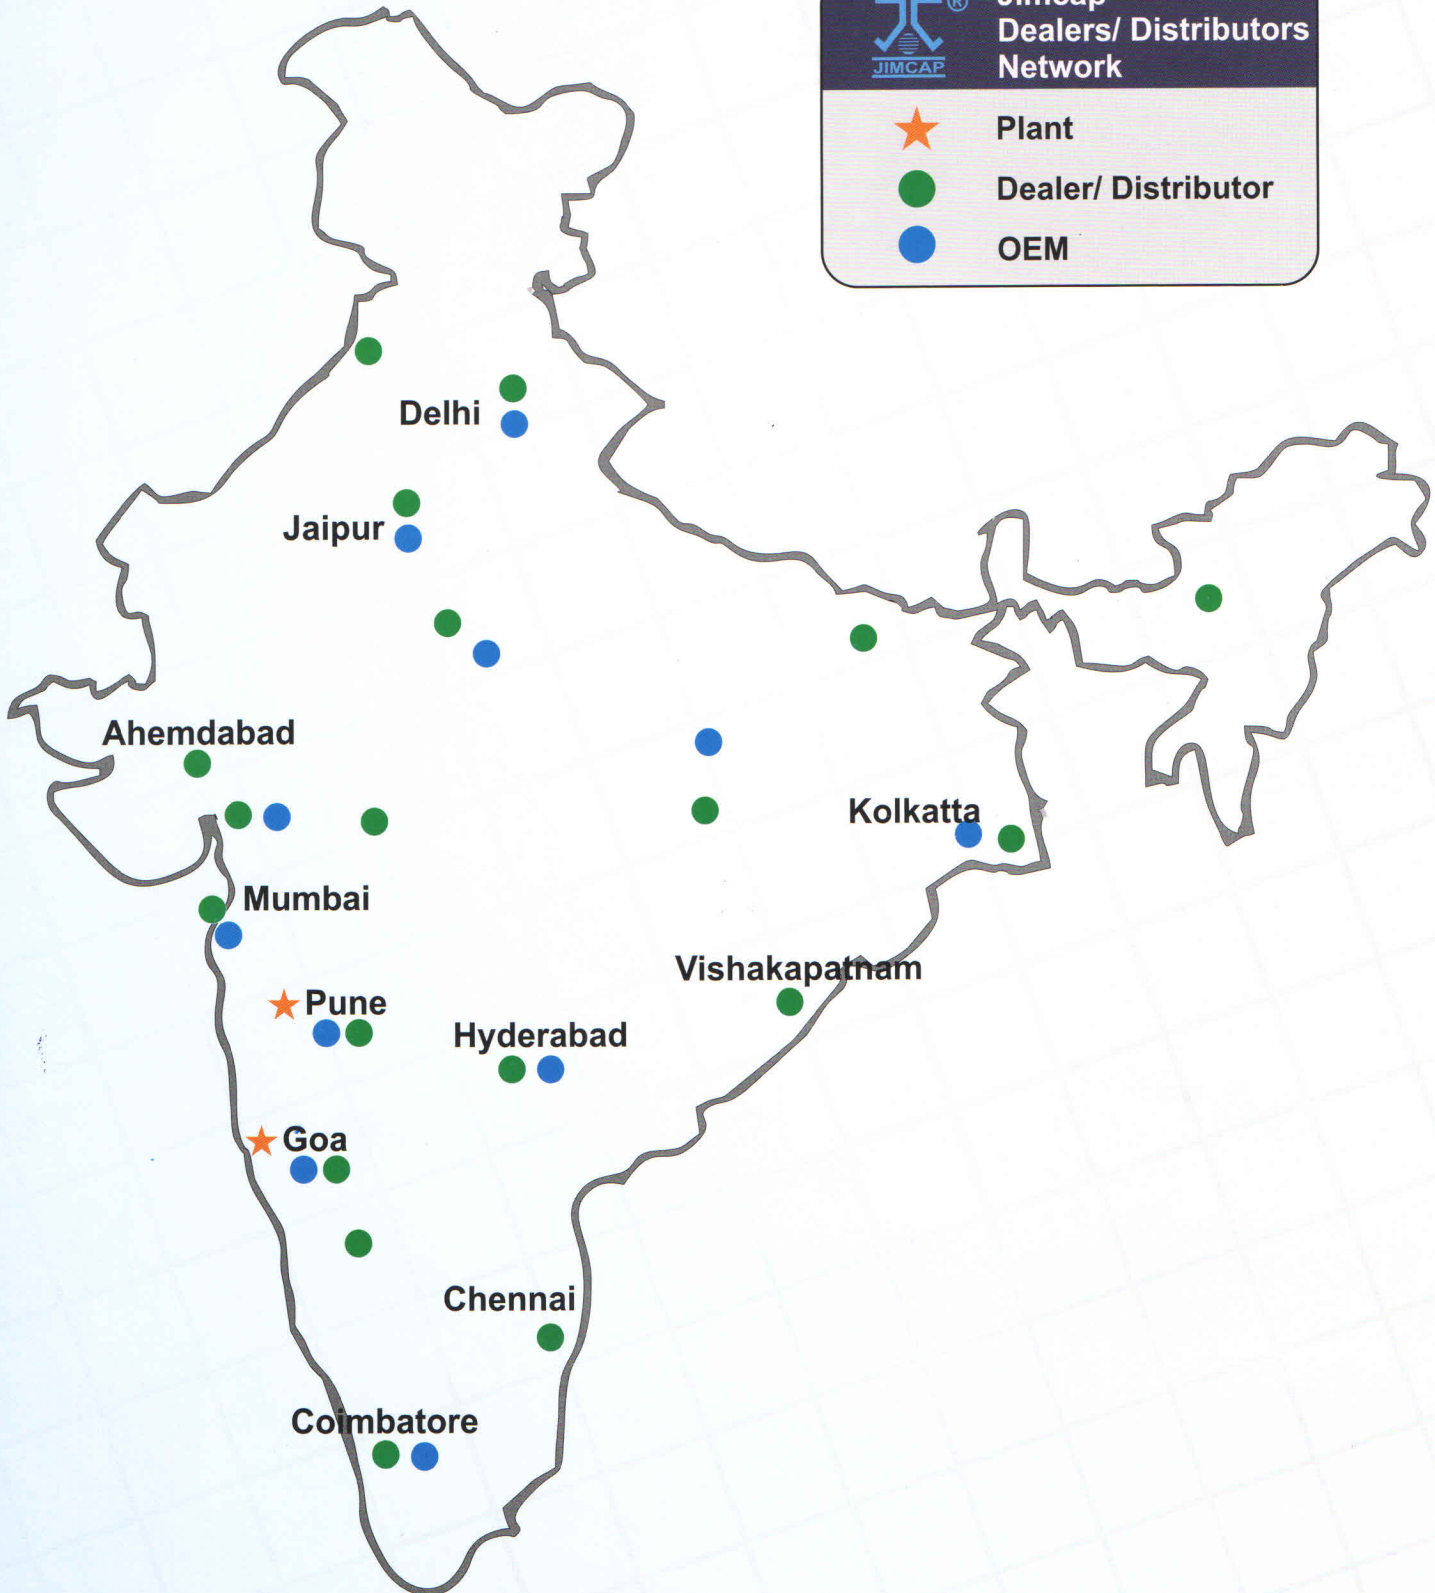 Jimcap
Dealers/ Distributors
Network
®
JIMCAP
Plant
Dealer/ Distributor
OEM
Delhi
Jaipur
Ahemdabad
Kolkatta
Mumbai
Vishakapatnam
Pune
Hyderabad
Goa
Chennai
Coimbatore